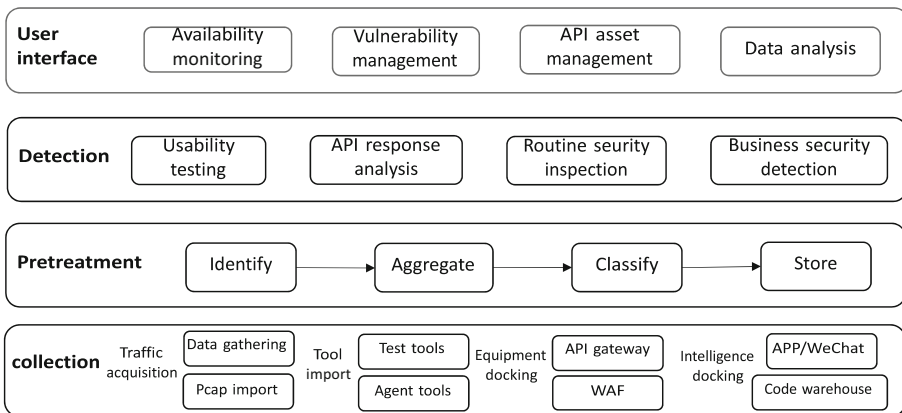 User
interface
Availability
monitoring
Vulnerability
management
API asset
management
Data analysis
Detection
Usability
testing
API response
analysis
Routine seurity
inspection
Business security
detection
Pretreatment
Identify
Aggregate
Classify
Store
collection
Traffic
acquisition
Data gathering
Pcap import
Tool
import
Test tools
Agent tools
Equipment
docking
API gateway
WAF
Intelligence
docking
APP/WeChat
Code warehouse